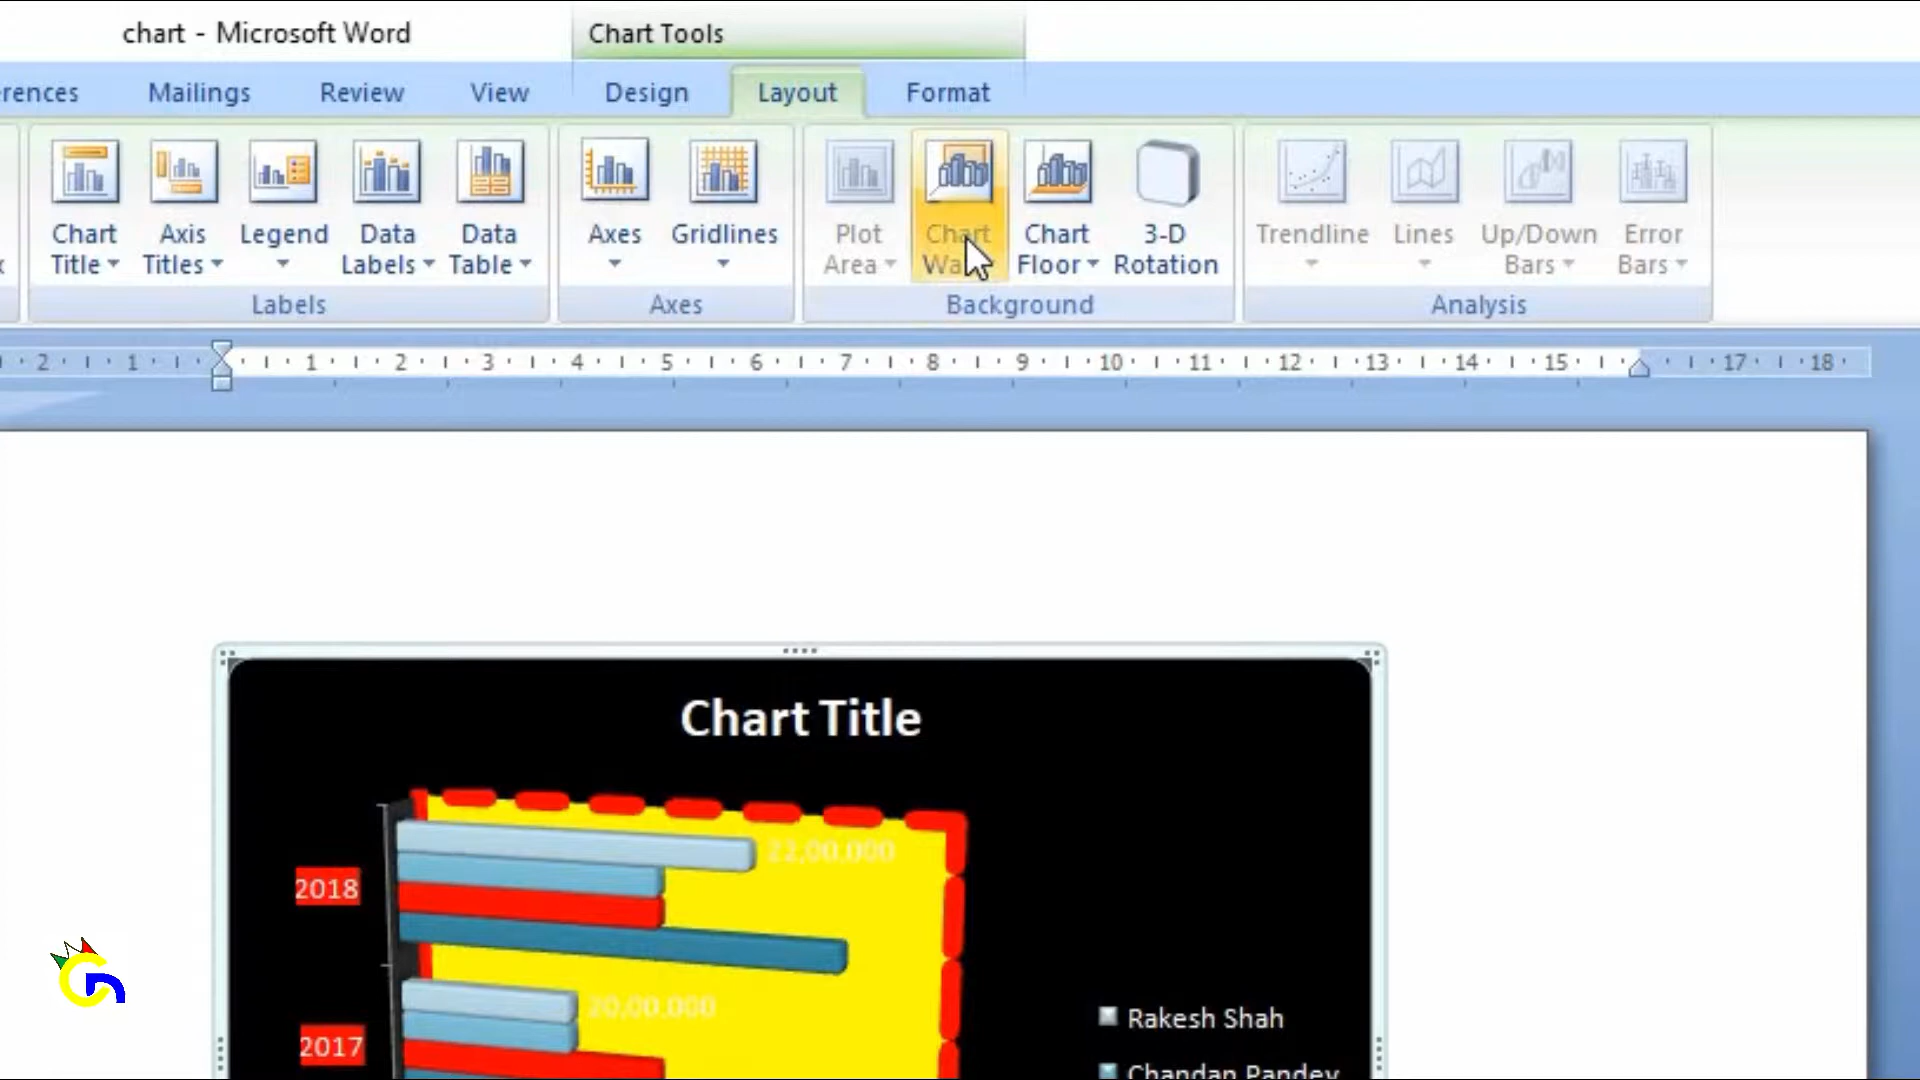 chart - Microsoft Word
Chart Tools
rences Mailings Review View Design Layout Format
Chart Title
Axis Titles
Legend
Data Labels
Data Table
Labels
Axes
Gridlines
Axes
Plot Area
Chart
Chart Floor
3-D Rotation
Background
Trendline
Lines
Up/Down Bars
Error Bars
Analysis
2 1 1 2 3 4 5 6 7 8 9 10 11 12 13 14 15 17 18
Chart Title
22,00,000
2018
20,00,000
2017
Rakesh Shah
Chandan Pandey